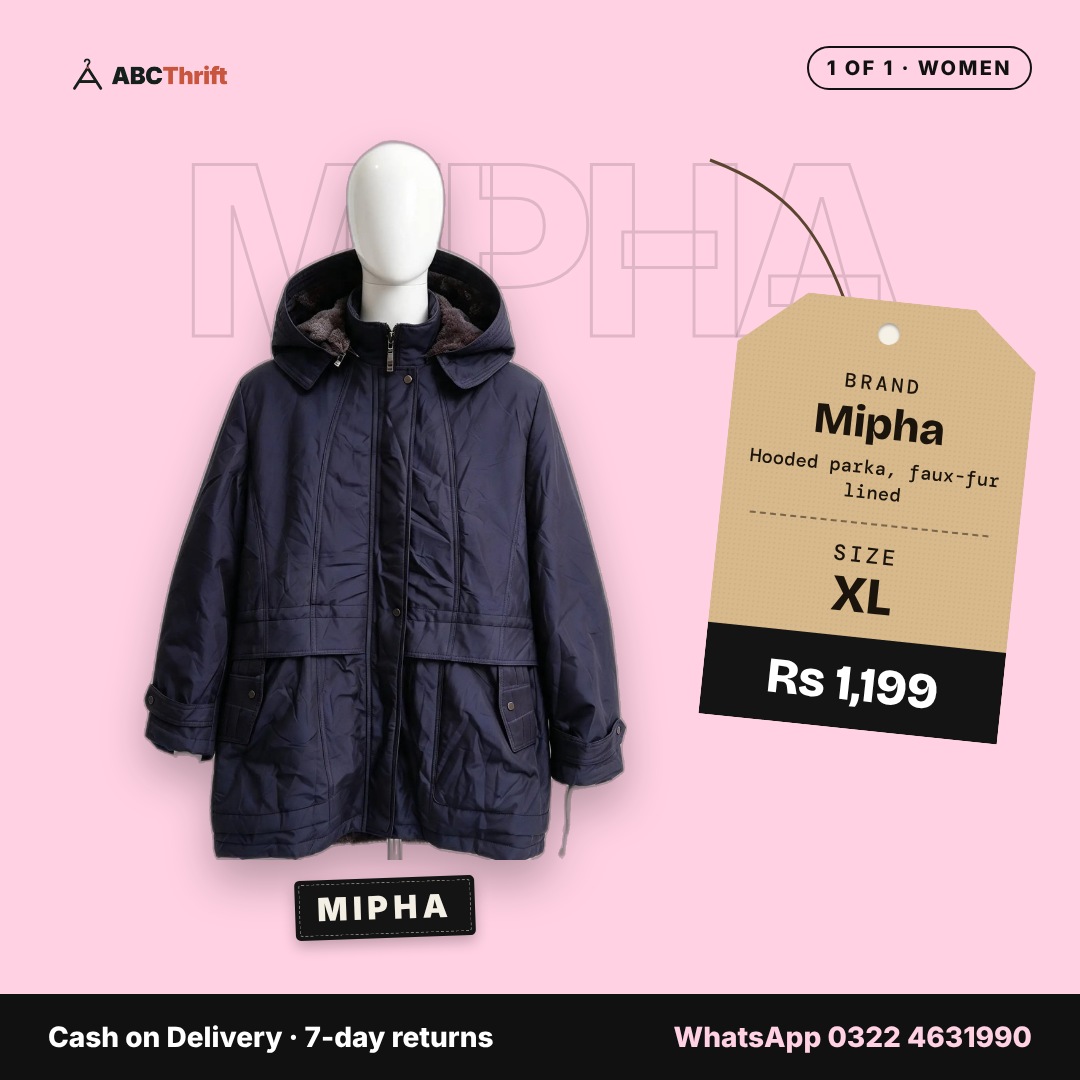 ABCThrift
1 OF 1 · WOMEN
MIPHA
BRAND
Mipha
Hooded parka, faux-fur
lined
SIZE
XL
Rs 1,199
MIPHA
Cash on Delivery · 7-day returns
WhatsApp 0322 4631990